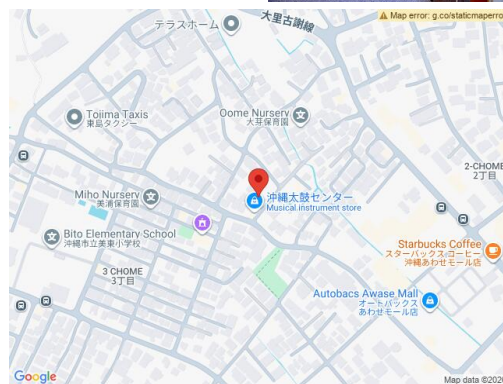 テラスホーム
大里古謝線
Map error: g.co/staticmaperro
Tojima Taxis
東島タクシー
Oome Nursery
大芽保育園
2-CHOME
2丁目
Miho Nursery
美浦保育園
沖縄太鼓センター
Musical instrument store
Bito Elementary School
沖縄市立美東小学校
Starbucks Coffee
スターバックス コーヒー
沖縄あわせモール店
3 CHOME
3丁目
Autobacs Awase Mall
オートバックス
あわせモール店
Google
Map data ©202